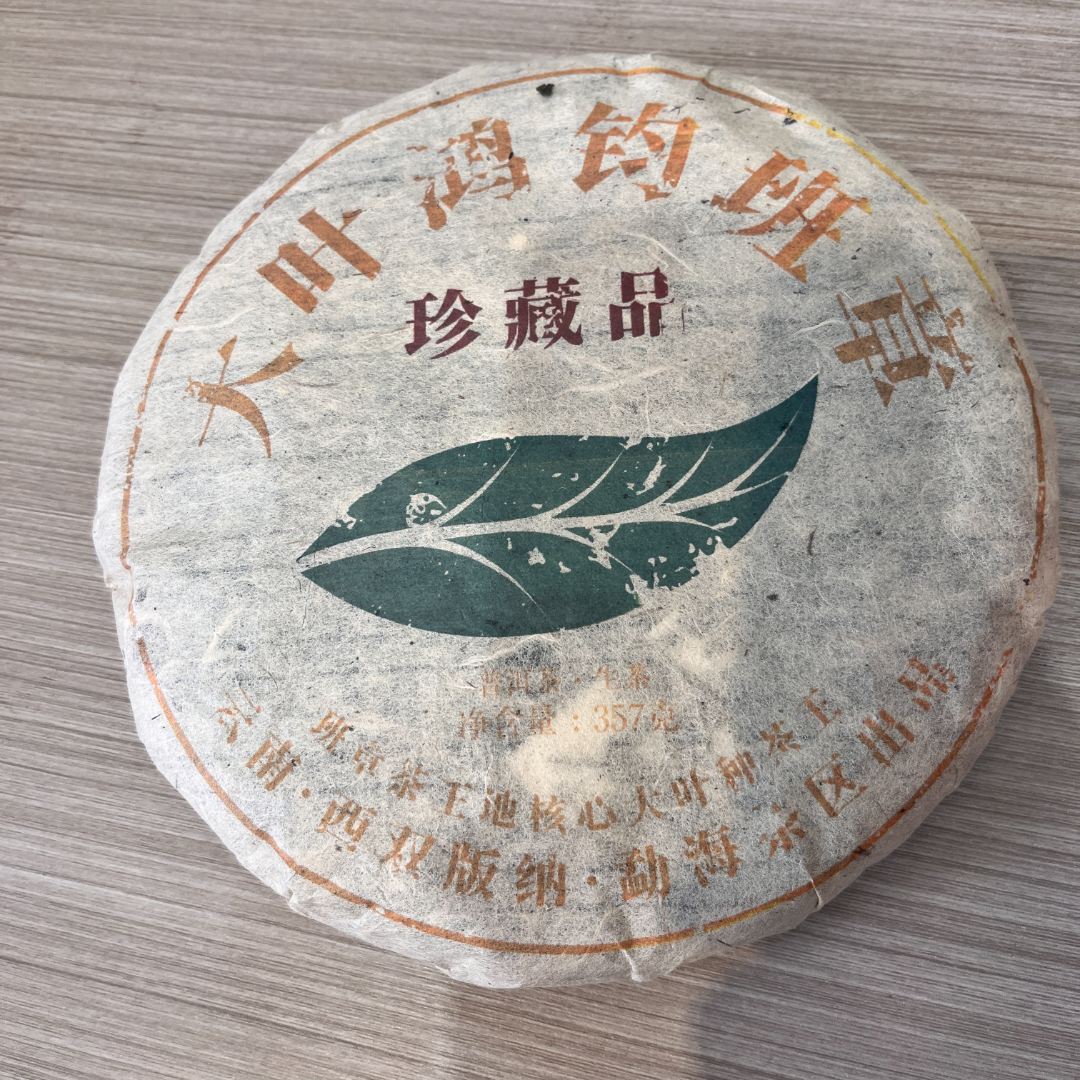 大叶鸿钧班章
珍藏品
普洱茶·生茶
净含量:357克
班章茶王地核心大叶种茶王
云南·西双版纳·勐海茶区出品